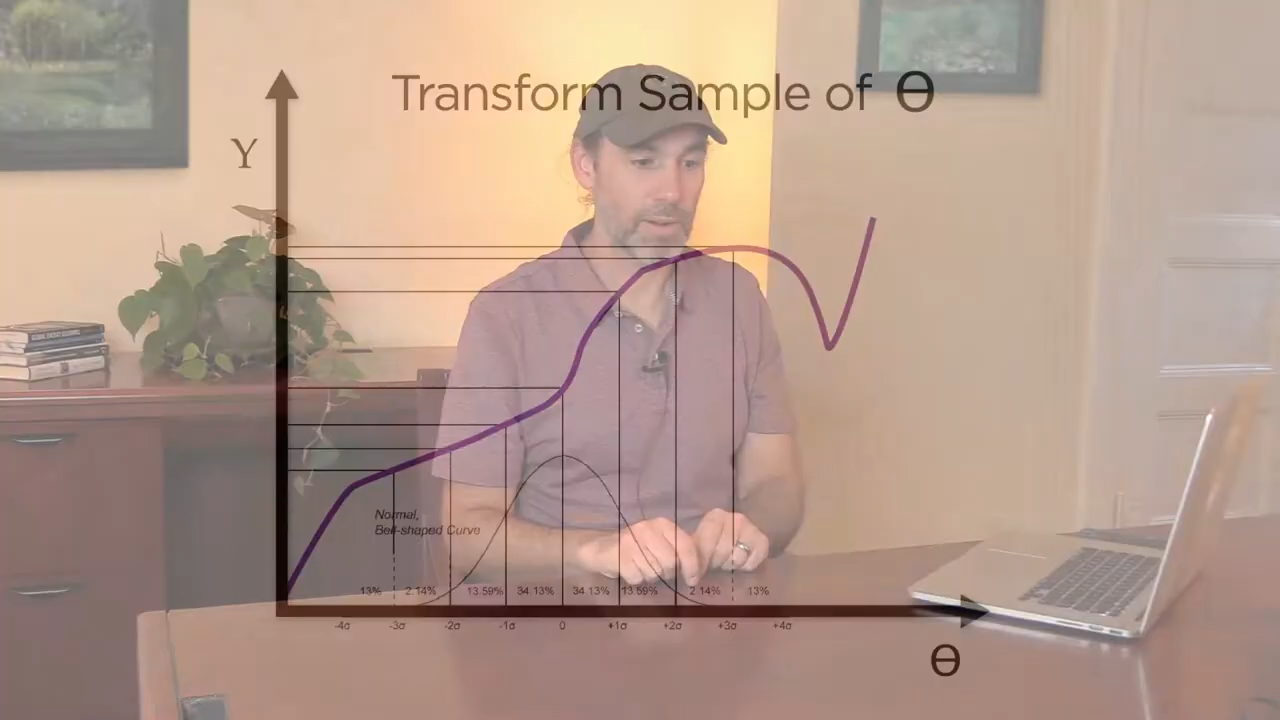 Transform Sample of Ɵ
Y
Normal,
Bell-shaped Curve
13% 2.14% 13.59% 34.13% 34.13% 13.59% 2.14% 13%
-4σ -3σ -2σ -1σ 0 +1σ +2σ +3σ +4σ
Ɵ